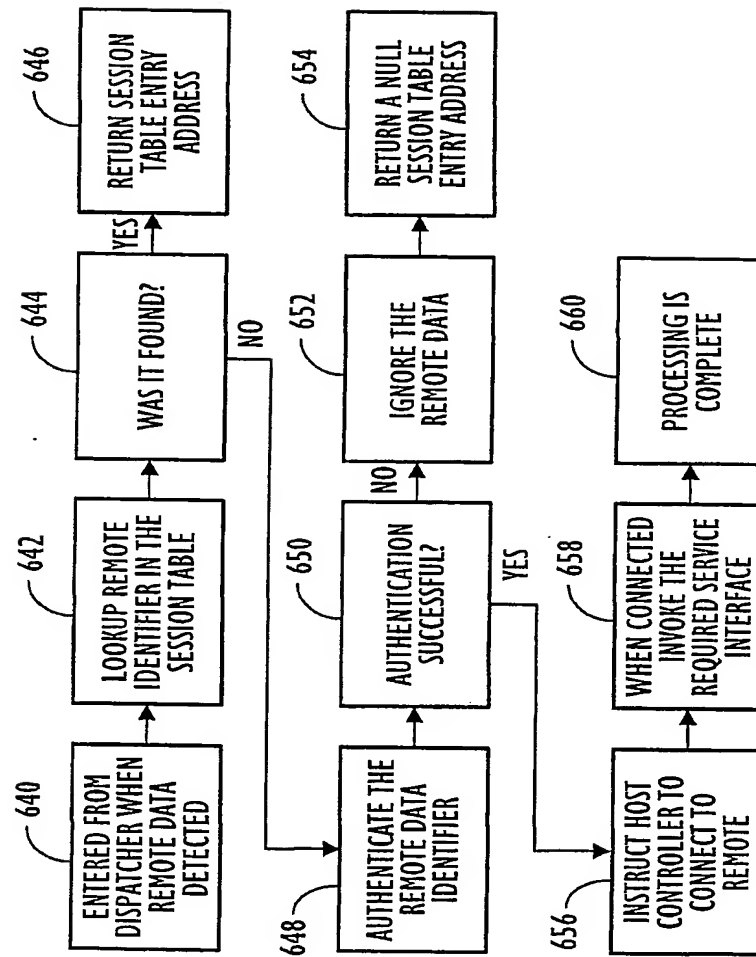 640
ENTERED FROM
DISPATCHER WHEN
REMOTE DATA
DETECTED
642
LOOKUP REMOTE
IDENTIFIER IN THE
SESSION TABLE
644
WAS IT FOUND?
YES
NO
646
RETURN SESSION
TABLE ENTRY
ADDRESS
648
AUTHENTICATE THE
REMOTE DATA
IDENTIFIER
650
AUTHENTICATION
SUCCESSFUL?
NO
YES
652
IGNORE THE
REMOTE DATA
654
RETURN A NULL
SESSION TABLE
ENTRY ADDRESS
656
INSTRUCT HOST
CONTROLLER TO
CONNECT TO
REMOTE
658
WHEN CONNECTED
INVOKE THE
REQUIRED SERVICE
INTERFACE
660
PROCESSING IS
COMPLETE